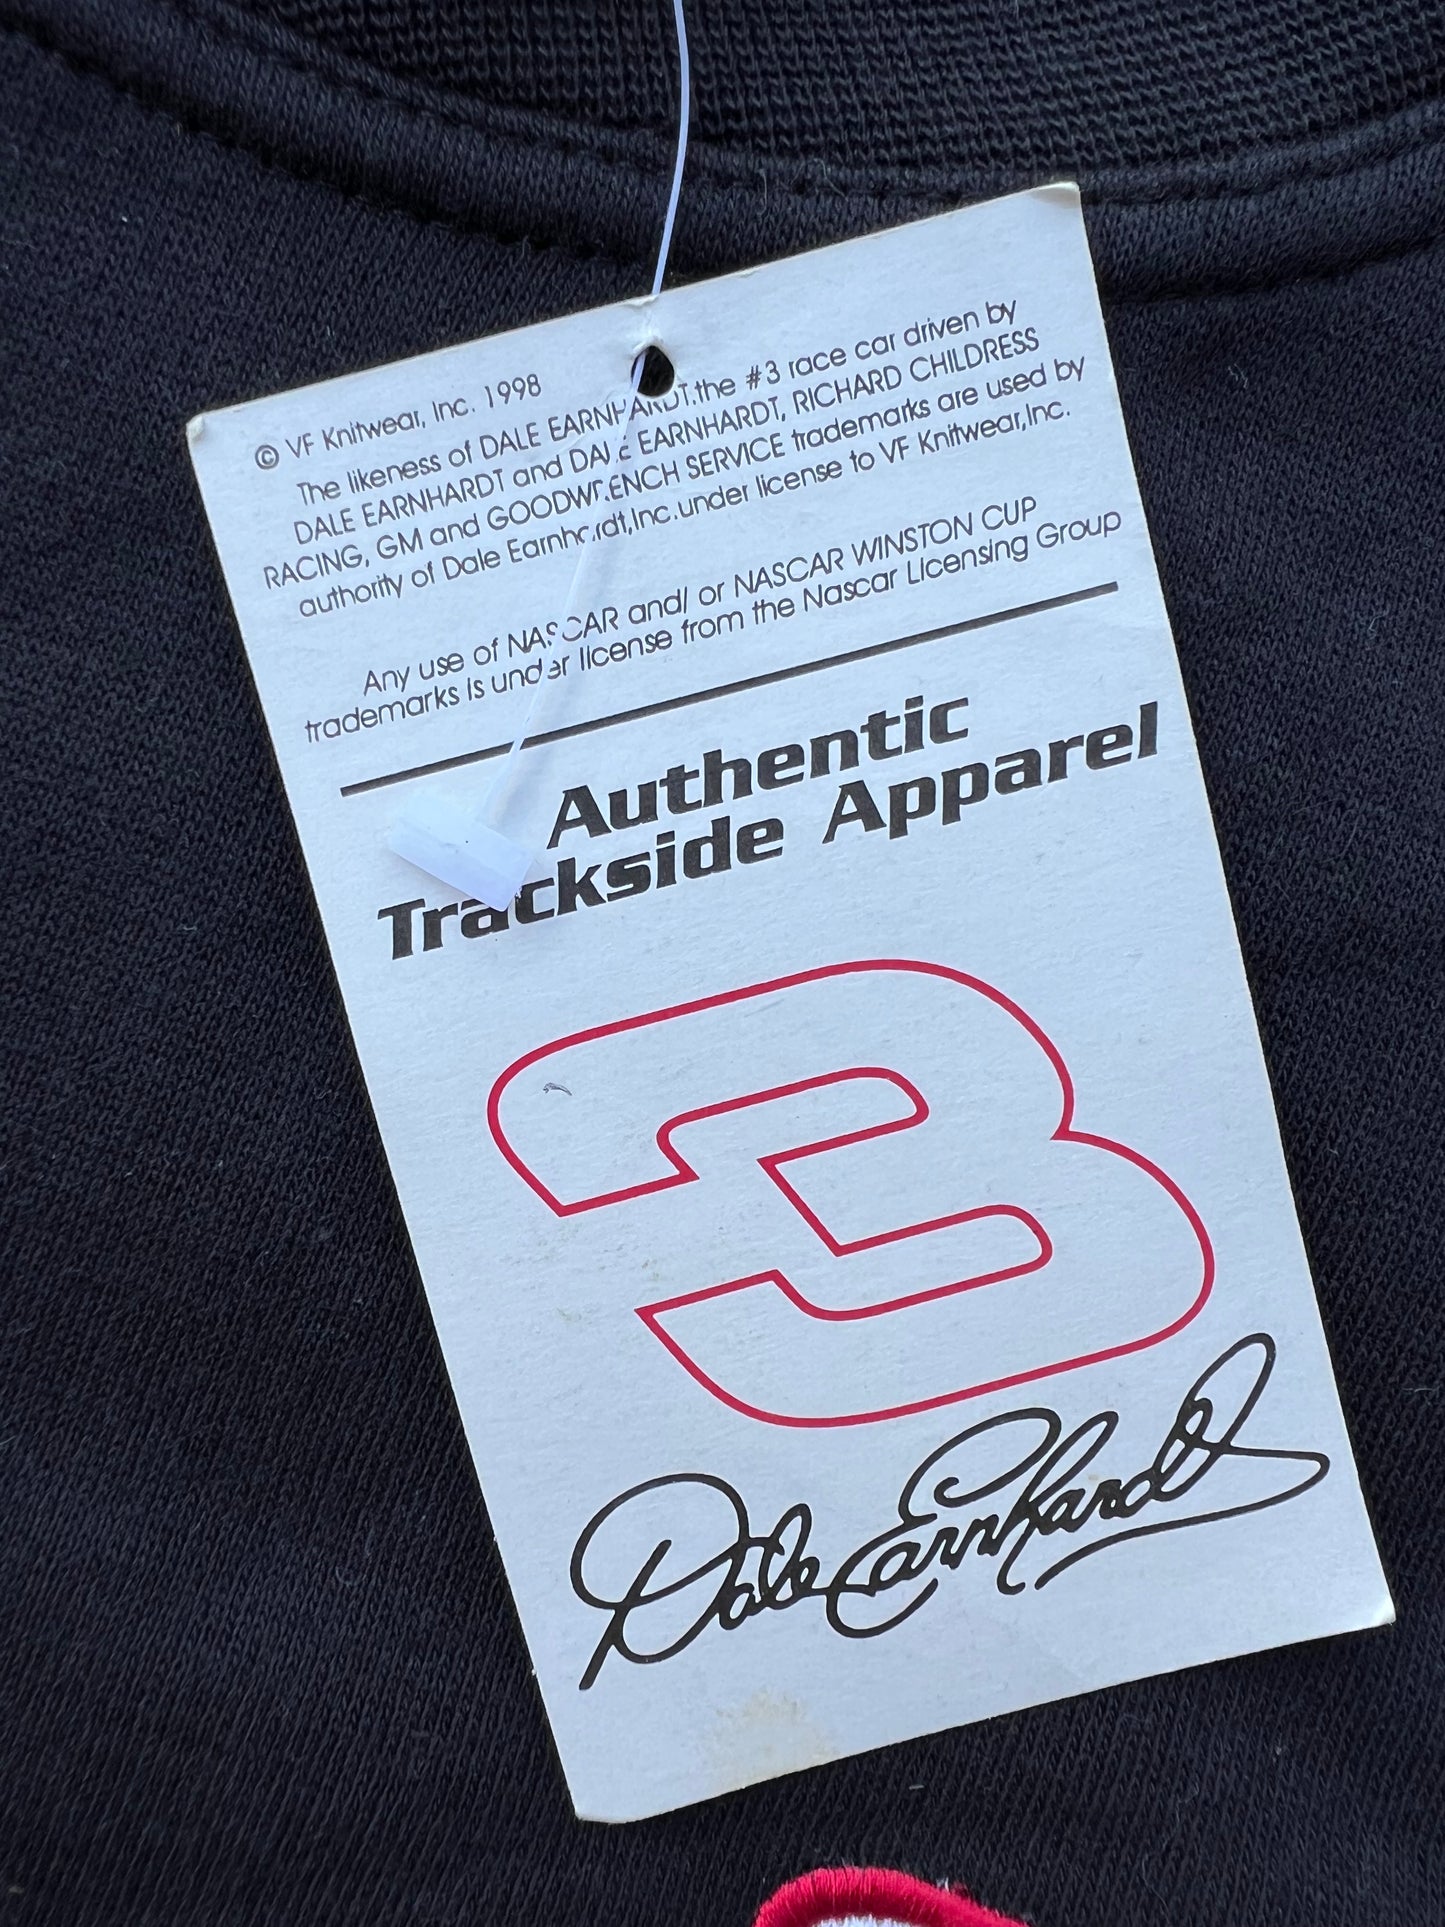 © VF Knitwear, Inc. 1998
The likeness of DALE EARNHARDT,the #3 race car driven by
DALE EARNHARDT and DALE EARNHARDT, RICHARD CHILDRESS
RACING, GM and GOODWRENCH SERVICE trademarks are used by
authority of Dale Earnhardt,Inc.under license to VF Knitwear,Inc.
Any use of NASCAR and/ or NASCAR WINSTON CUP
trademarks is under license from the Nascar Licensing Group
Authentic
Trackside Apparel
3
Dale Earnhardt